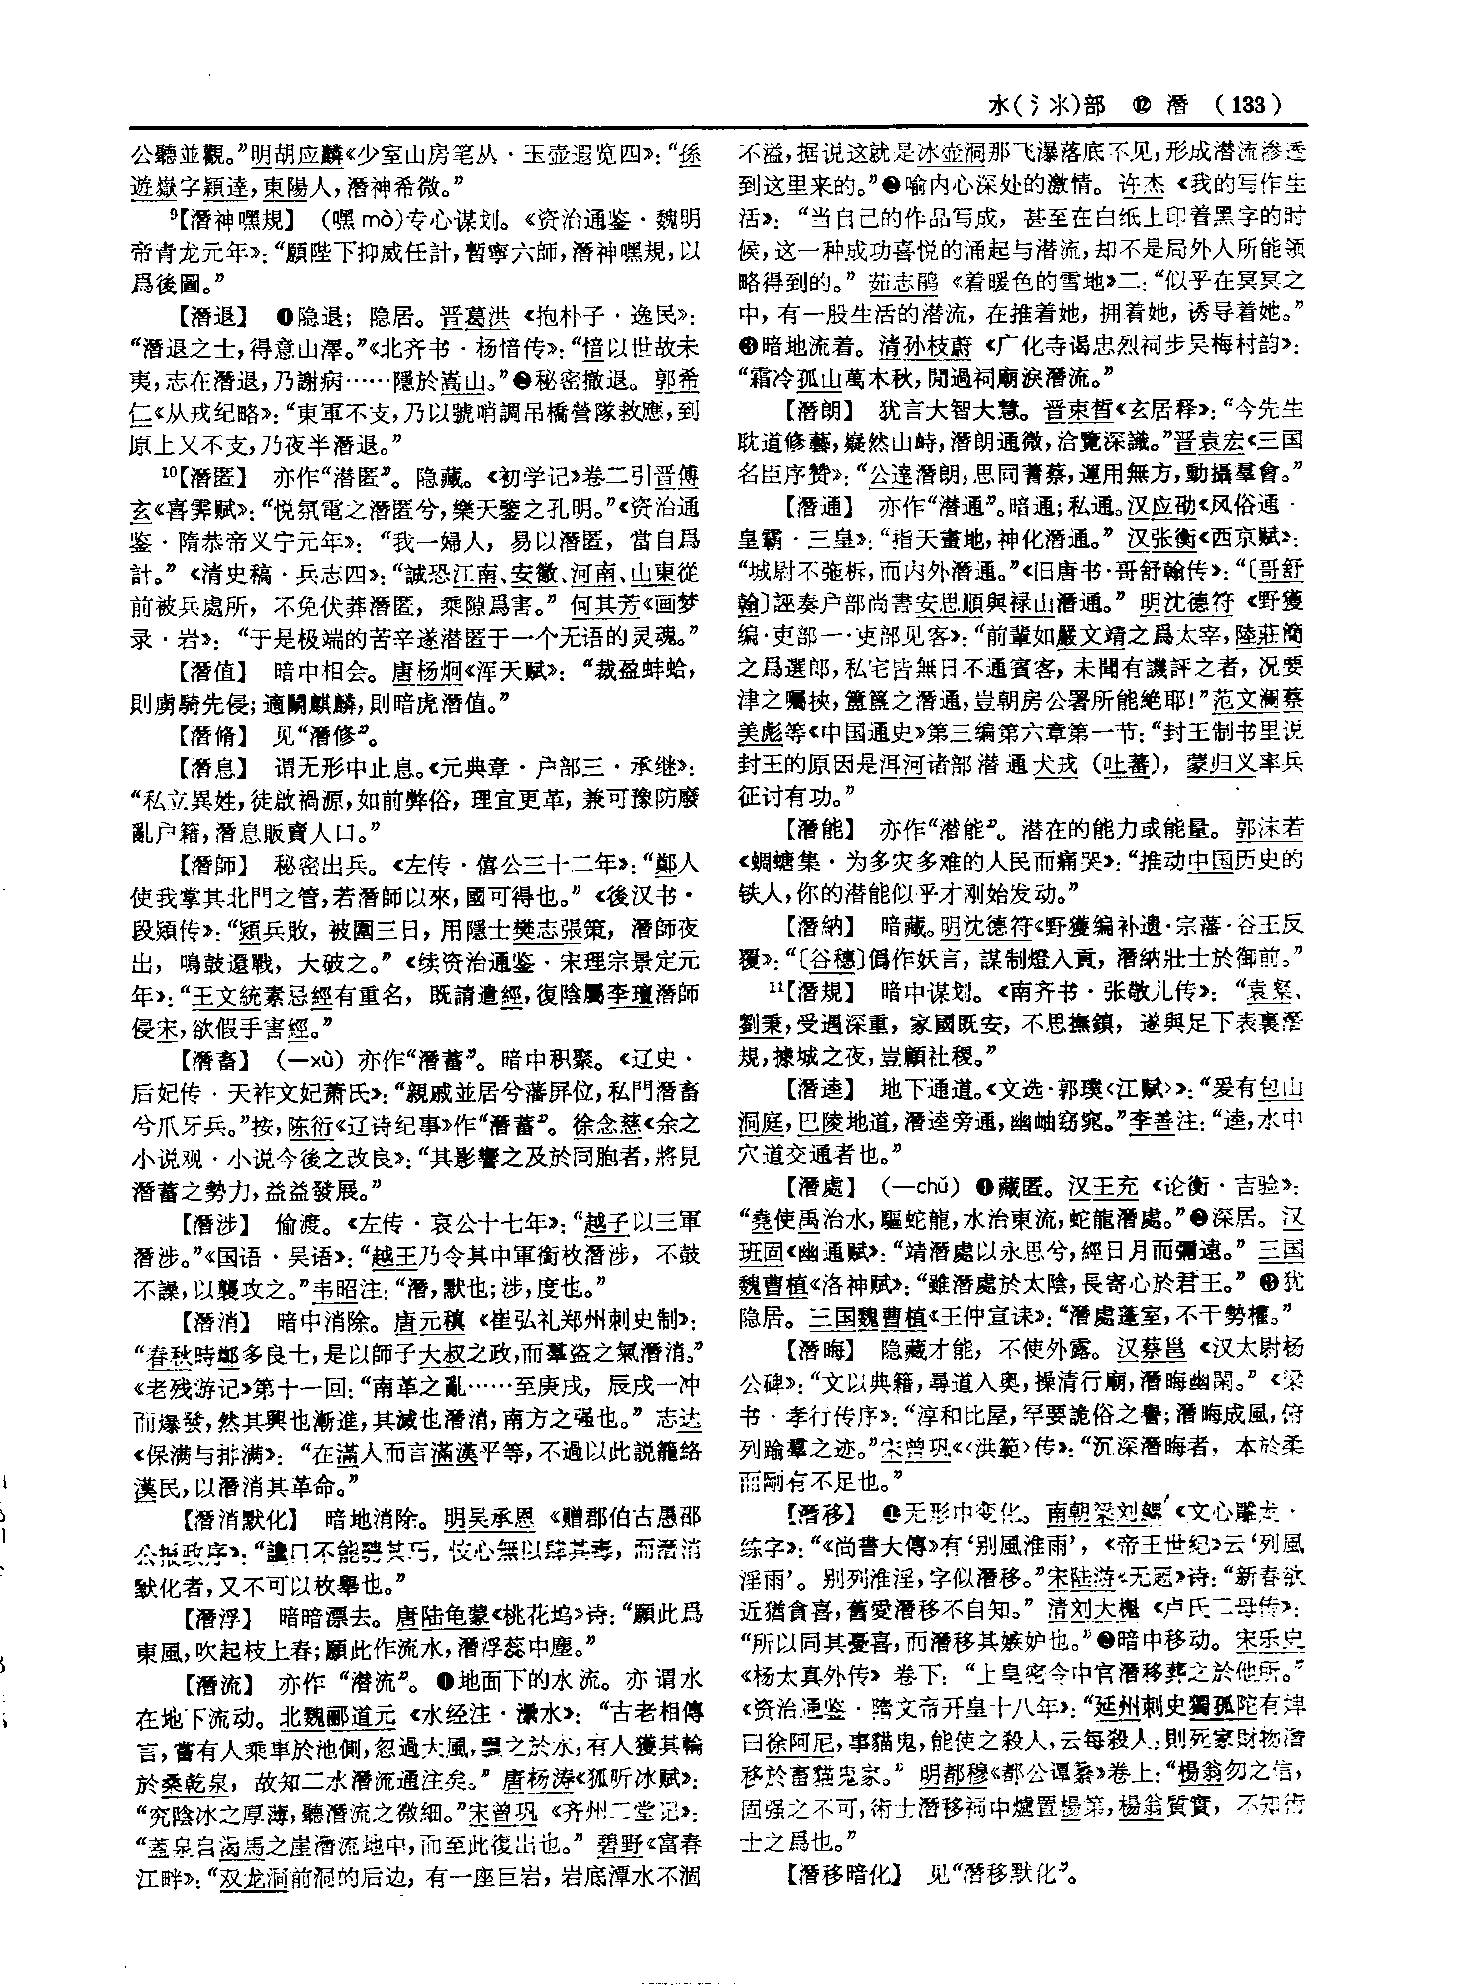 水(氵氺)部　⑫ 潛　(133)
公聽並觀。”明胡应麟《少室山房笔丛·玉壶遐览四》：“孫
遊嶽字穎達，東陽人，潛神希微。”
⁹【潛神嘿規】　(嘿 mò)专心谋划。《资治通鉴·魏明
帝青龙元年》：“願陛下抑威任計，暫寧六師，潛神嘿規，以
爲後圖。”
【潛退】　❶隐退；隐居。晋葛洪《抱朴子·逸民》：
“潛退之士，得意山澤。”《北齐书·杨愔传》：“愔以世故未
夷，志在潛退，乃謝病……隱於嵩山。”❷秘密撤退。郭希
仁《从戎纪略》：“東軍不支，乃以號哨調吊橋營隊救應，到
原上又不支，乃夜半潛退。”
¹⁰【潛匿】　亦作“潜匿”。隐藏。《初学记》卷二引晋傅
玄《喜霁赋》：“悦氛電之潛匿兮，樂天鑒之孔明。”《资治通
鉴·隋恭帝义宁元年》：“我一婦人，易以潛匿，當自爲
計。”《清史稿·兵志四》：“誠恐江南、安徽、河南、山東從
前被兵處所，不免伏莽潛匿，乘隙爲害。”何其芳《画梦
录·岩》：“于是极端的苦辛遂潜匿于一个无语的灵魂。”
【潛值】　暗中相会。唐杨炯《浑天赋》：“裁盈蚌蛤，
則虜騎先侵；適鬭麒麟，則暗虎潛值。”
【潛脩】　见“潛修”。
【潛息】　谓无形中止息。《元典章·户部三·承继》：
“私立異姓，徒啟禍源，如前弊俗，理宜更革，兼可豫防廢
亂户籍，潛息販賣人口。”
【潛師】　秘密出兵。《左传·僖公三十二年》：“鄭人
使我掌其北門之管，若潛師以來，國可得也。”《後汉书·
段熲传》：“熲兵敗，被圍三日，用隱士樊志張策，潛師夜
出，鳴鼓還戰，大破之。”《续资治通鉴·宋理宗景定元
年》：“王文統素忌經有重名，既請遣經，復陰屬李璮潛師
侵宋，欲假手害經。”
【潛畜】　(—xù) 亦作“潛蓄”。暗中积聚。《辽史·
后妃传·天祚文妃萧氏》：“親戚並居兮藩屏位，私門潛畜
兮爪牙兵。”按，陈衍《辽诗纪事》作“潛蓄”。徐念慈《余之
小说观·小说今後之改良》：“其影響之及於同胞者，將見
潛蓄之勢力，益益發展。”
【潛涉】　偷渡。《左传·哀公十七年》：“越子以三軍
潛涉。”《国语·吴语》：“越王乃令其中軍銜枚潛涉，不鼓
不譟，以襲攻之。”韦昭注：“潛，默也；涉，度也。”
【潛消】　暗中消除。唐元稹《崔弘礼郑州刺史制》：
“春秋時鄭多良士，是以師子大叔之政，而羣盜之氣潛消。”
《老残游记》第十一回：“南革之亂……至庚戌，辰戌一冲
而爆發，然其興也漸進，其滅也潛消，南方之强也。”志达
《保满与排满》：“在滿人而言滿漢平等，不過以此説籠絡
漢民，以潛消其革命。”
【潛消默化】　暗地消除。明吴承恩《赠郡伯古愚邵
公报政序》：“讒口不能騁其巧，忮心無以肆其毒，而潛消
默化者，又不可以枚舉也。”
【潛浮】　暗暗漂去。唐陆龟蒙《桃花坞》诗：“願此爲
東風，吹起枝上春；願此作流水，潛浮蕊中塵。”
【潛流】　亦作“潜流”。❶地面下的水流。亦谓水
在地下流动。北魏郦道元《水经注·㶟水》：“古老相傳
言，嘗有人乘車於池側，忽過大風，飄之於水，有人獲其輪
於桑乾泉，故知二水潛流通注矣。”唐杨涛《狐听冰赋》：
“究陰冰之厚薄，聽潛流之微细。”宋曾巩《齐州二堂记》：
“蓋泉自渴馬之崖潛流地中，而至此復出也。”碧野《富春
江畔》：“双龙洞前洞的后边，有一座巨岩，岩底潭水不涸
不溢，据说这就是冰壶洞那飞瀑落底不见，形成潜流渗透
到这里来的。”❷喻内心深处的激情。许杰《我的写作生
活》：“当自己的作品写成，甚至在白纸上印着黑字的时
候，这一种成功喜悦的涌起与潜流，却不是局外人所能领
略得到的。”茹志鹃《着暖色的雪地》二：“似乎在冥冥之
中，有一股生活的潜流，在推着她，拥着她，诱导着她。”
❸暗地流着。清孙枝蔚《广化寺谒忠烈祠步吴梅村韵》：
“霜冷孤山萬木秋，閒過祠廟淚潛流。”
【潛朗】　犹言大智大慧。晋束晳《玄居释》：“今先生
耽道修藝，嶷然山峙，潛朗通微，洽覽深識。”晋袁宏《三国
名臣序赞》：“公達潛朗，思同蓍蔡，運用無方，動攝羣會。”
【潛通】　亦作“潜通”。暗通；私通。汉应劭《风俗通·
皇霸·三皇》：“指天畫地，神化潛通。”汉张衡《西京赋》：
“城尉不弛柝，而内外潛通。”《旧唐书·哥舒翰传》：“〔哥舒
翰〕誣奏户部尚書安思順與禄山潛通。”明沈德符《野獲
编·吏部一·吏部见客》：“前輩如嚴文靖之爲太宰，陸莊簡
之爲選郎，私宅皆無日不通賓客，未聞有譏評之者，况要
津之囑挾，簠簋之潛通，豈朝房公署所能絶耶！”范文澜蔡
美彪等《中国通史》第三编第六章第一节：“封王制书里说
封王的原因是洱河诸部潜通犬戎（吐蕃），蒙归义率兵
征讨有功。”
【潛能】　亦作“潜能”。潜在的能力或能量。郭沫若
《蜩螗集·为多灾多难的人民而痛哭》：“推动中国历史的
铁人，你的潜能似乎才刚始发动。”
【潛納】　暗藏。明沈德符《野獲编补遗·宗藩·谷王反
覆》：“〔谷穗〕僞作妖言，謀制燈入貢，潛納壯士於御前。”
¹¹【潛規】　暗中谋划。《南齐书·张敬儿传》：“袁粲、
劉秉，受遇深重，家國既安，不思撫鎮，遂與足下表裏潛
規，據城之夜，豈顧社稷。”
【潛逵】　地下通道。《文选·郭璞〈江赋〉》：“爰有包山
洞庭，巴陵地道，潛逵旁通，幽岫窈窕。”李善注：“逵，水中
穴道交通者也。”
【潛處】　(—chǔ) ❶藏匿。汉王充《论衡·吉验》：
“堯使禹治水，驅蛇龍，水治東流，蛇龍潛處。”❷深居。汉
班固《幽通赋》：“靖潛處以永思兮，經日月而彌遠。”三国
魏曹植《洛神赋》：“雖潛處於太陰，長寄心於君王。”❸犹
隐居。三国魏曹植《王仲宣诔》：“潛處蓬室，不干勢權。”
【潛晦】　隐藏才能，不使外露。汉蔡邕《汉太尉杨
公碑》：“文以典籍，尋道入奥，操清行廟，潛晦幽閑。”《梁
书·孝行传序》：“淳和比屋，罕要詭俗之譽；潛晦成風，俯
列踰羣之迹。”宋曾巩《〈洪範〉传》：“沉深潛晦者，本於柔
而剛有不足也。”
【潛移】　❶无形中变化。南朝梁刘勰《文心雕龙·
练字》：“《尚書大傳》有‘别風淮雨’，《帝王世纪》云‘列風
淫雨’。别列淮淫，字似潛移。”宋陆游《无题》诗：“新春欲
近猶貪喜，舊愛潛移不自知。”清刘大櫆《卢氏二母传》：
“所以同其憂喜，而潛移其嫉妒也。”❷暗中移动。宋乐史
《杨太真外传》卷下：“上皇密令中官潛移葬之於他所。”
《资治通鉴·隋文帝开皇十八年》：“延州刺史獨孤陀有婢
曰徐阿尼，事貓鬼，能使之殺人，云每殺人，則死家財物潛
移於畜貓鬼家。”明都穆《都公谭纂》卷上：“楊翁勿之信，
固强之不可，術士潛移祠中爐置楊第，楊翁質實，不知術
士之爲也。”
【潛移暗化】　见“潛移默化”。